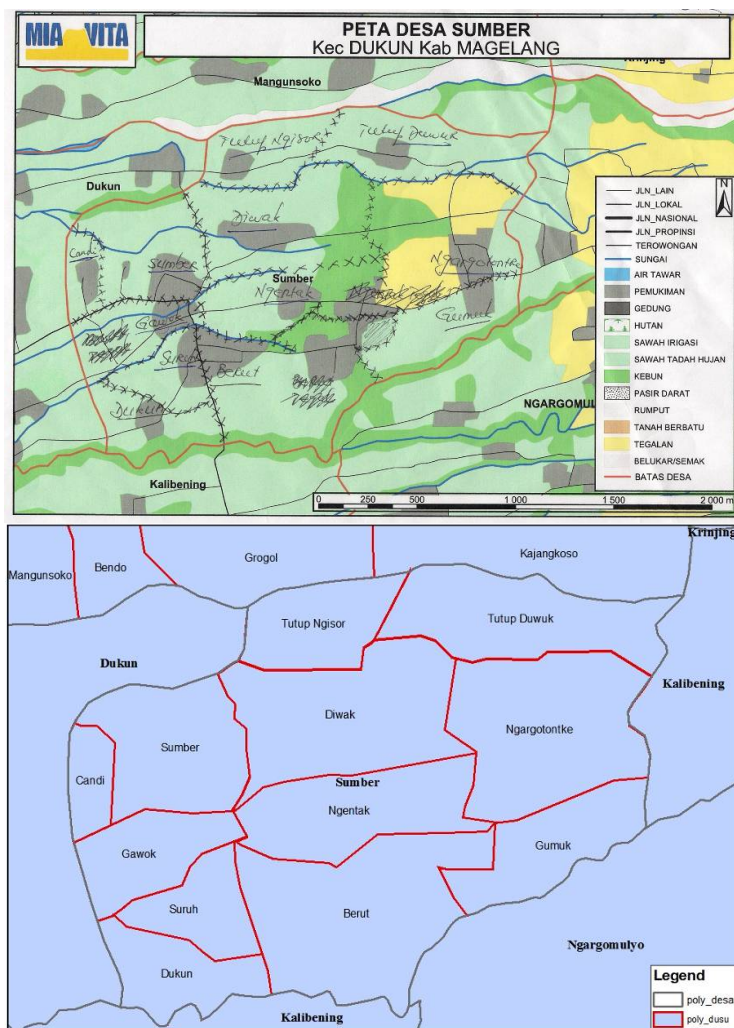 MIA VITA
PETA DESA SUMBER
Kec DUKUN Kab MAGELANG
Krinjing
Mangunsoko
Tutup Ngisor
Tutup Duwuk
Dukun
Diwak
Candi
Sumber
Sumber
Ngentak
Ngargotontke
Gawok
Gumuk
Suruh
Berut
Dukun
NGARGOMUL
Kalibening
N
JLN_LAIN
JLN_LOKAL
JLN_NASIONAL
JLN_PROPINSI
TEROWONGAN
SUNGAI
AIR TAWAR
PEMUKIMAN
GEDUNG
HUTAN
SAWAH IRIGASI
SAWAH TADAH HUJAN
KEBUN
PASIR DARAT
RUMPUT
TANAH BERBATU
TEGALAN
BELUKAR/SEMAK
BATAS DESA
0 250 500 1 000 1 500 2 000 m
Krinjing
Mangunsoko
Bendo
Grogol
Kajangkoso
Tutup Ngisor
Tutup Duwuk
Dukun
Kalibening
Diwak
Ngargotontke
Sumber
Candi
Sumber
Ngentak
Gawok
Gumuk
Suruh
Berut
Ngargomulyo
Dukun
Kalibening
Legend
poly_desa
poly_dusu